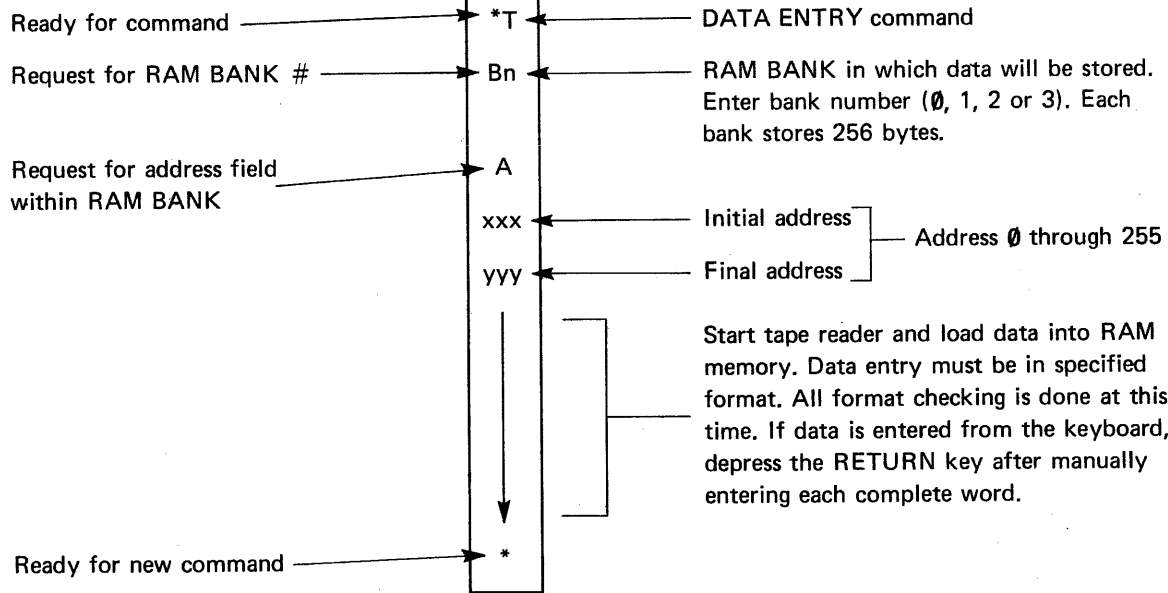 Ready for command
*T
DATA ENTRY command
Request for RAM BANK #
Bn
RAM BANK in which data will be stored.
Enter bank number (Ø, 1, 2 or 3). Each
bank stores 256 bytes.
Request for address field
within RAM BANK
A
xxx
Initial address
Address Ø through 255
yyy
Final address
Start tape reader and load data into RAM
memory. Data entry must be in specified
format. All format checking is done at this
time. If data is entered from the keyboard,
depress the RETURN key after manually
entering each complete word.
Ready for new command
*